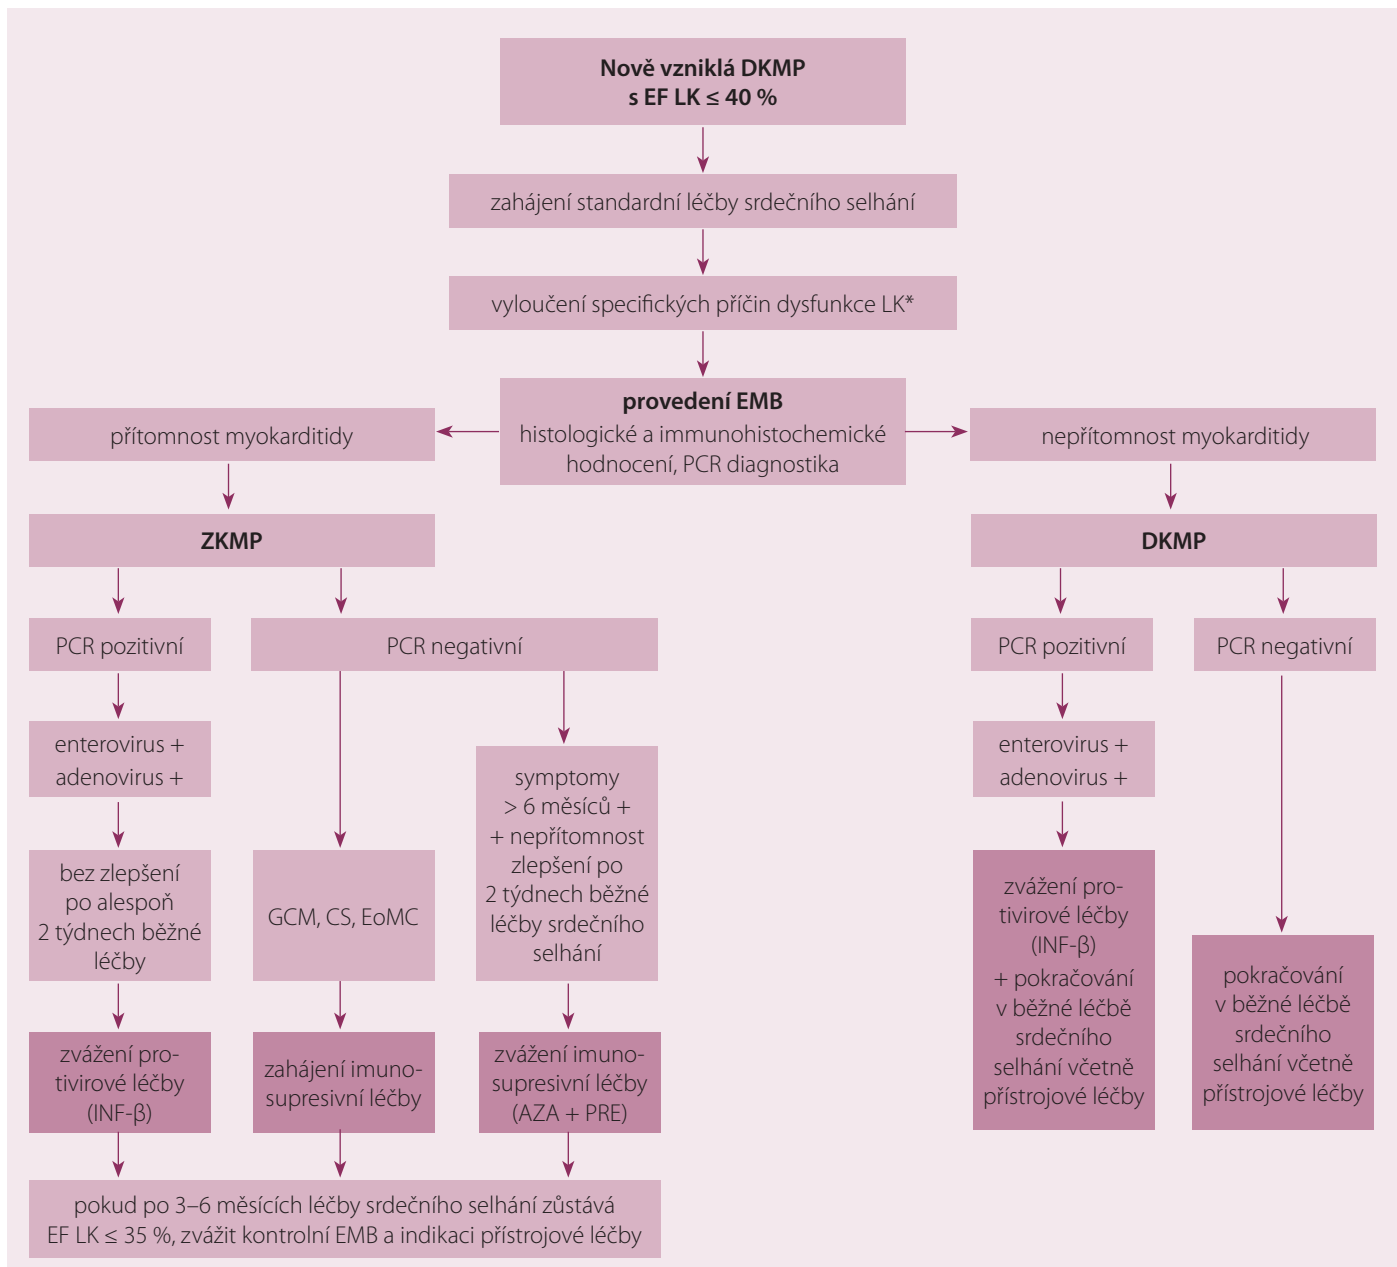 Nově vzniklá DKMP
s EF LK ≤ 40 %
zahájení standardní léčby srdečního selhání
vyloučení specifických příčin dysfunkce LK*
provedení EMB
histologické a immunohistochemické
hodnocení, PCR diagnostika
přítomnost myokarditidy
nepřítomnost myokarditidy
ZKMP
DKMP
PCR pozitivní
PCR negativní
PCR pozitivní
PCR negativní
enterovirus +
adenovirus +
bez zlepšení
po alespoň
2 týdnech běžné
léčby
zvážení pro-
tivirové léčby
(INF-β)
GCM, CS, EoMC
zahájení imuno-
supresivní léčby
symptomy
> 6 měsíců +
+ nepřítomnost
zlepšení po
2 týdnech běžné
léčby srdečního
selhání
zvážení imuno-
supresivní léčby
(AZA + PRE)
enterovirus +
adenovirus +
zvážení pro-
tivirové léčby
(INF-β)
+ pokračování
v běžné léčbě
srdečního
selhání včetně
přístrojové léčby
pokračování
v běžné léčbě
srdečního
selhání včetně
přístrojové léčby
pokud po 3–6 měsících léčby srdečního selhání zůstává
EF LK ≤ 35 %, zvážit kontrolní EMB a indikaci přístrojové léčby